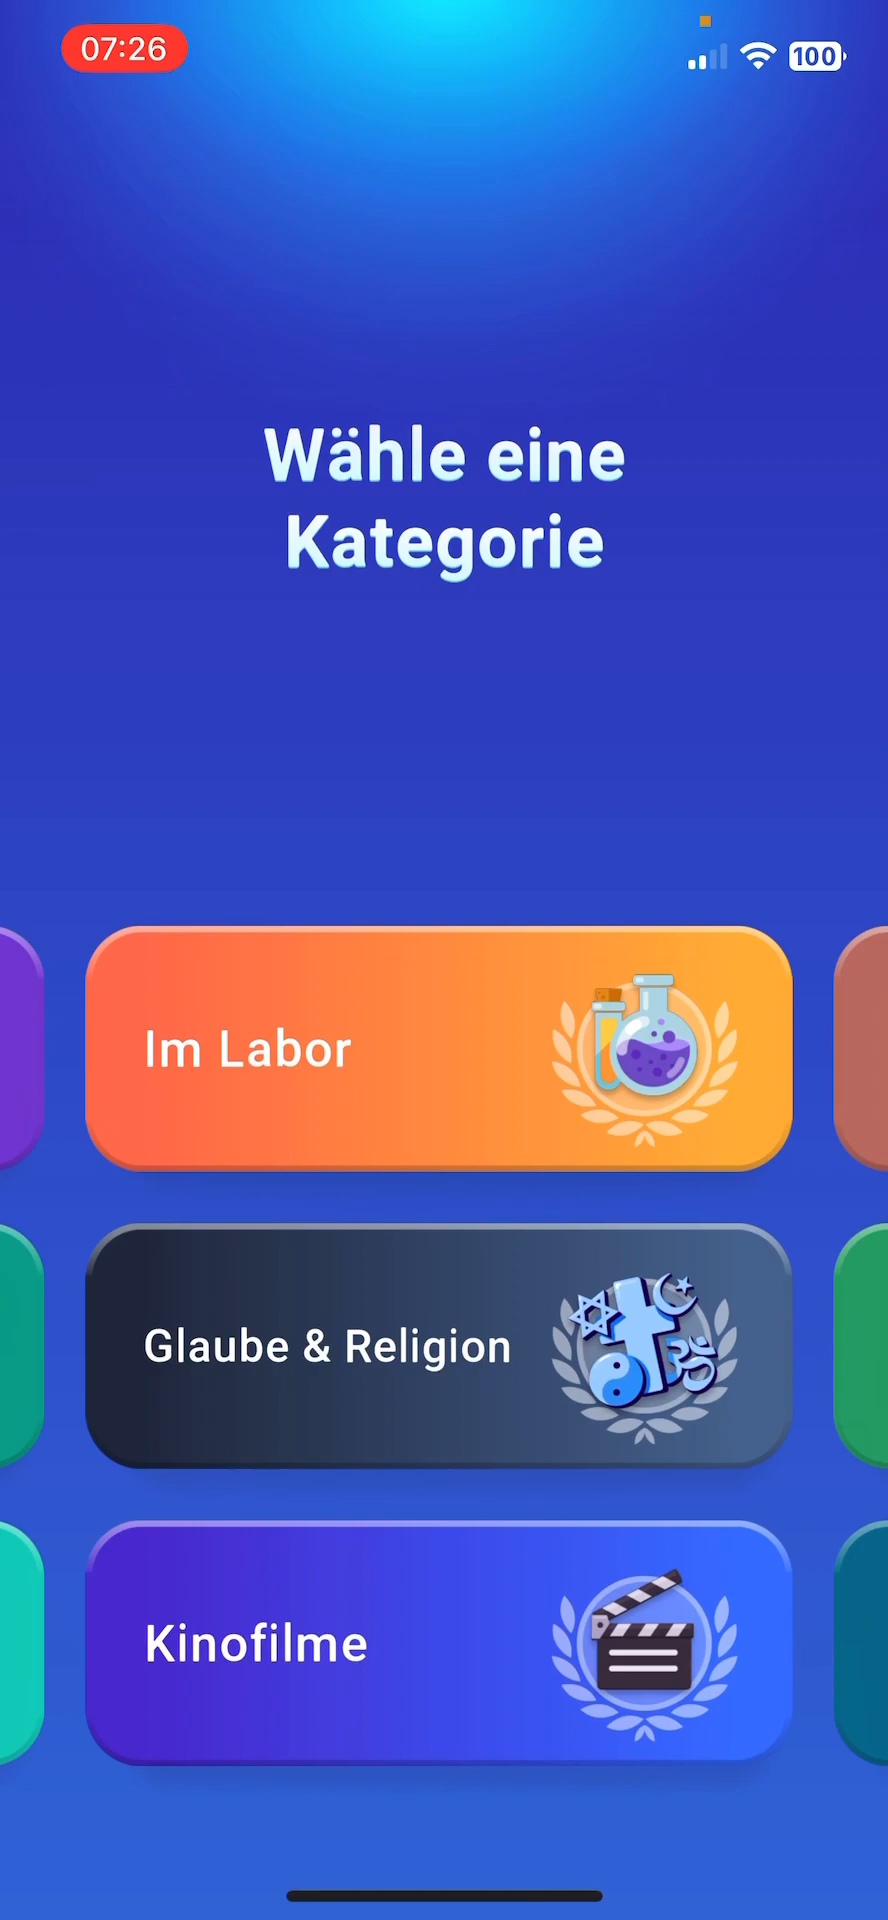 07:26
100
Wähle eine
Kategorie
Im Labor
Glaube & Religion
Kinofilme